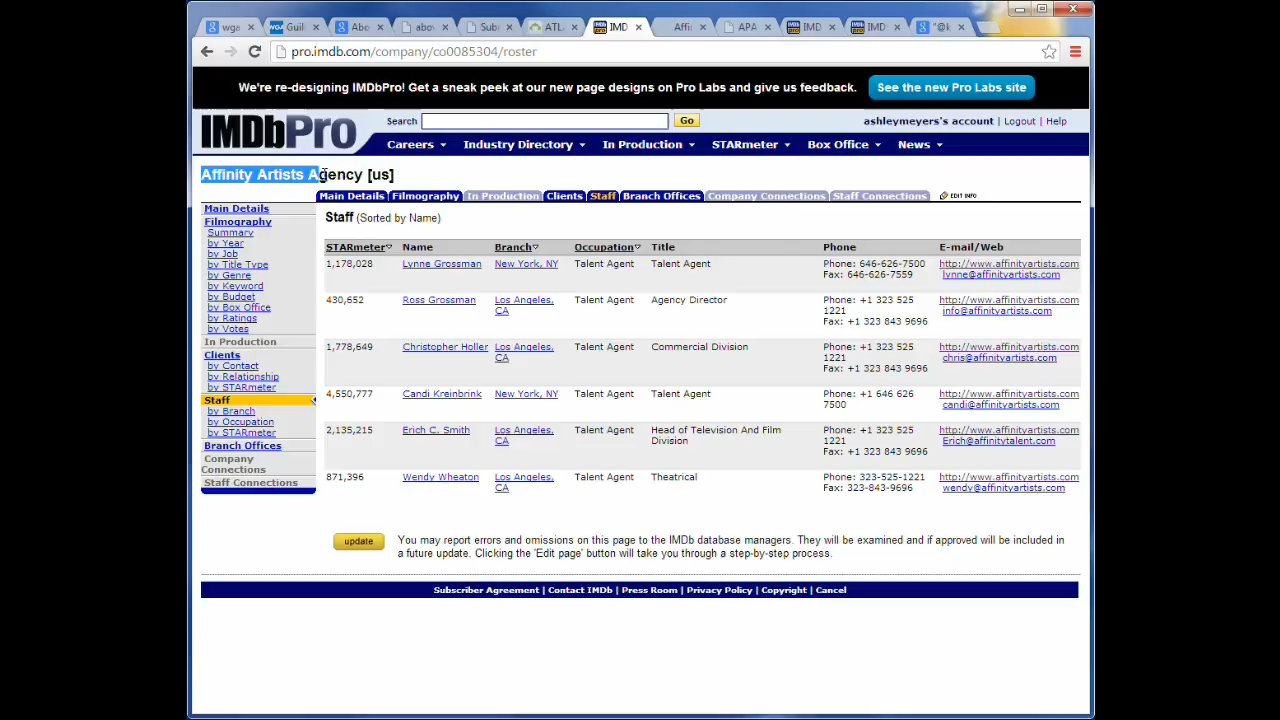 wga
Guil
Abo
abov
Subs
ATL
IMD
Affin
APA
IMD
IMD
"@k
pro.imdb.com/company/co0085304/roster
We're re-designing IMDbPro! Get a sneak peek at our new page designs on Pro Labs and give us feedback. See the new Pro Labs site
IMDbPro
Search Go ashleymeyers's account | Logout | Help
Careers Industry Directory In Production STARmeter Box Office News
Affinity Artists Agency [us]
Main Details Filmography In Production Clients Staff Branch Offices Company Connections Staff Connections EDIT INFO
Main Details
Filmography
Summary
by Year
by Job
by Title Type
by Genre
by Keyword
by Budget
by Box Office
by Ratings
by Votes
In Production
Clients
by Contact
by Relationship
by STARmeter
Staff
by Branch
by Occupation
by STARmeter
Branch Offices
Company
Connections
Staff Connections
Staff (Sorted by Name)
STARmeter Name Branch Occupation Title Phone E-mail/Web
1,178,028 Lynne Grossman New York, NY Talent Agent Talent Agent Phone: 646-626-7500 http://www.affinityartists.com
Fax: 646-626-7559 lynne@affinityartists.com
430,652 Ross Grossman Los Angeles, Talent Agent Agency Director Phone: +1 323 525 http://www.affinityartists.com
CA 1221 info@affinityartists.com
Fax: +1 323 843 9696
1,778,649 Christopher Holler Los Angeles, Talent Agent Commercial Division Phone: +1 323 525 http://www.affinityartists.com
CA 1221 chris@affinityartists.com
Fax: +1 323 843 9696
4,550,777 Candi Kreinbrink New York, NY Talent Agent Talent Agent Phone: +1 646 626 http://www.affinityartists.com
7500 candi@affinityartists.com
2,135,215 Erich C. Smith Los Angeles, Talent Agent Head of Television And Film Phone: +1 323 525 http://www.affinityartists.com
CA Division 1221 Erich@affinitytalent.com
Fax: +1 323 843 9696
871,396 Wendy Wheaton Los Angeles, Talent Agent Theatrical Phone: 323-525-1221 http://www.affinityartists.com
CA Fax: 323-843-9696 wendy@affinityartists.com
update You may report errors and omissions on this page to the IMDb database managers. They will be examined and if approved will be included in
a future update. Clicking the 'Edit page' button will take you through a step-by-step process.
Subscriber Agreement | Contact IMDb | Press Room | Privacy Policy | Copyright | Cancel